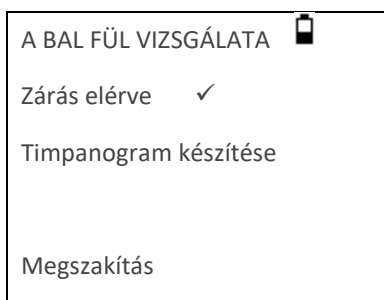 A BAL FÜL VIZSGÁLATA
Zárás elérve ✓
Timpanogram készítése
Megszakítás